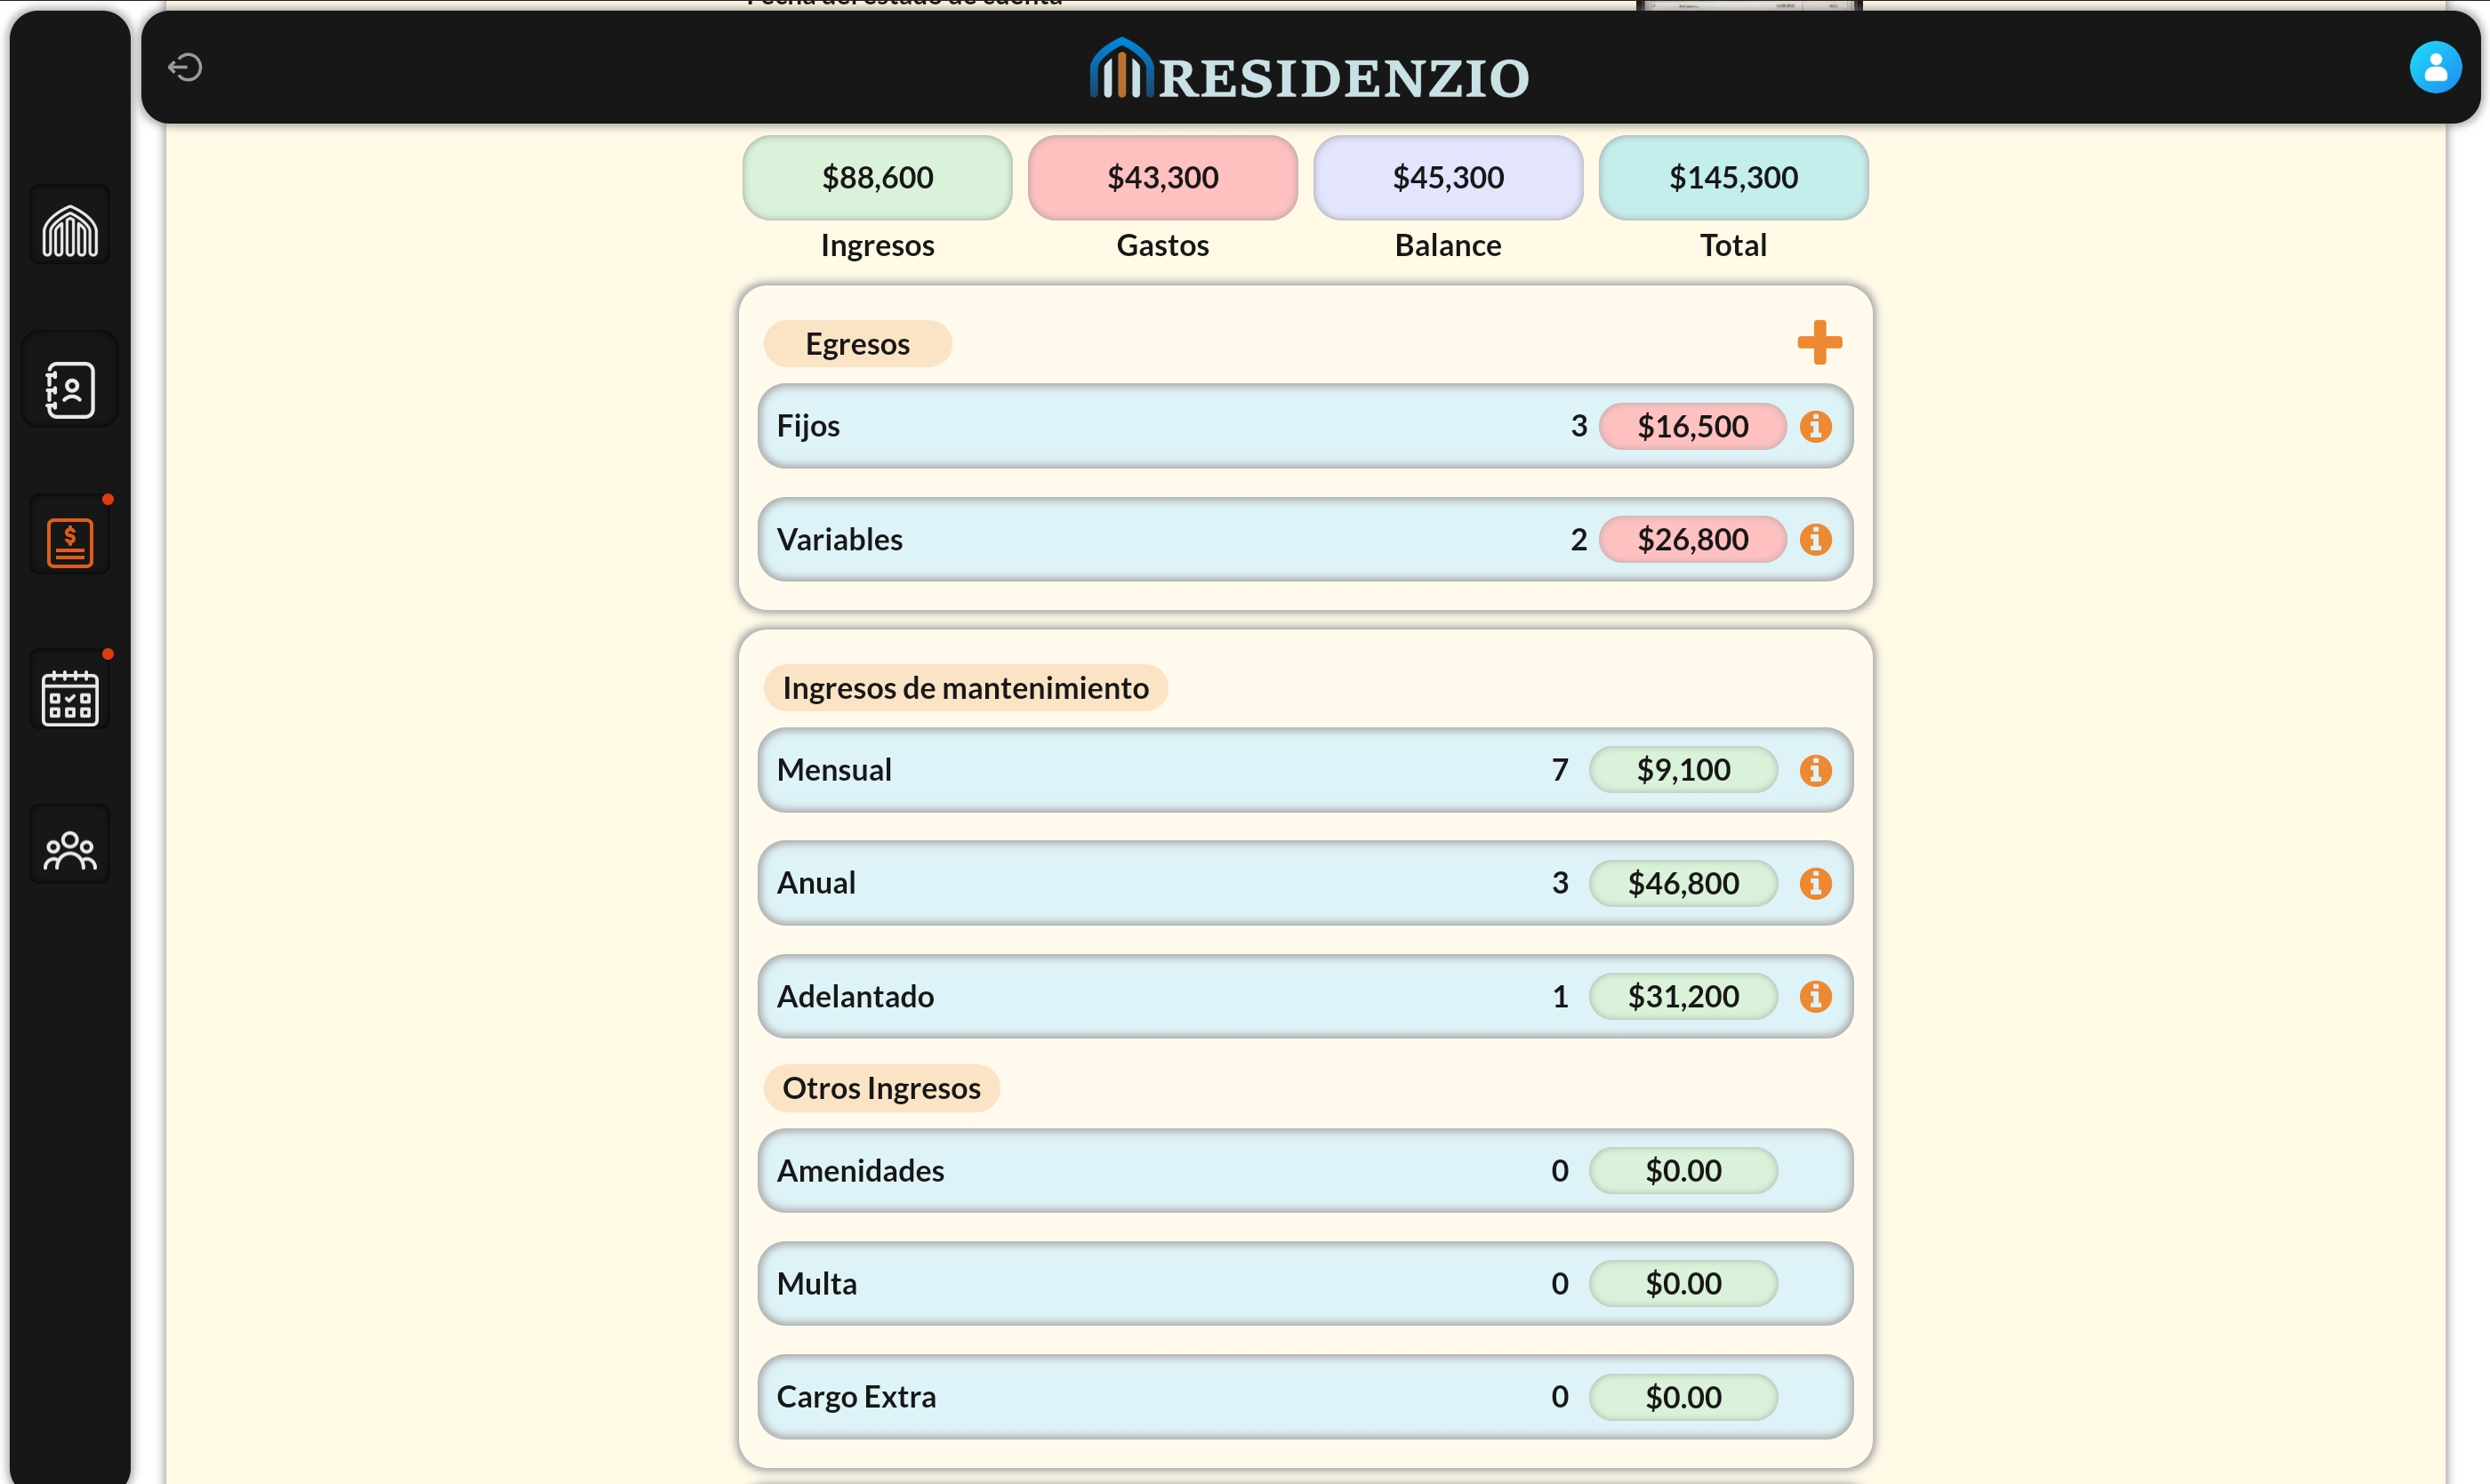 RESIDENZIO
$88,600 $43,300 $45,300 $145,300
Ingresos Gastos Balance Total
Egresos
Fijos 3 $16,500
Variables 2 $26,800
Ingresos de mantenimiento
Mensual 7 $9,100
Anual 3 $46,800
Adelantado 1 $31,200
Otros Ingresos
Amenidades 0 $0.00
Multa 0 $0.00
Cargo Extra 0 $0.00